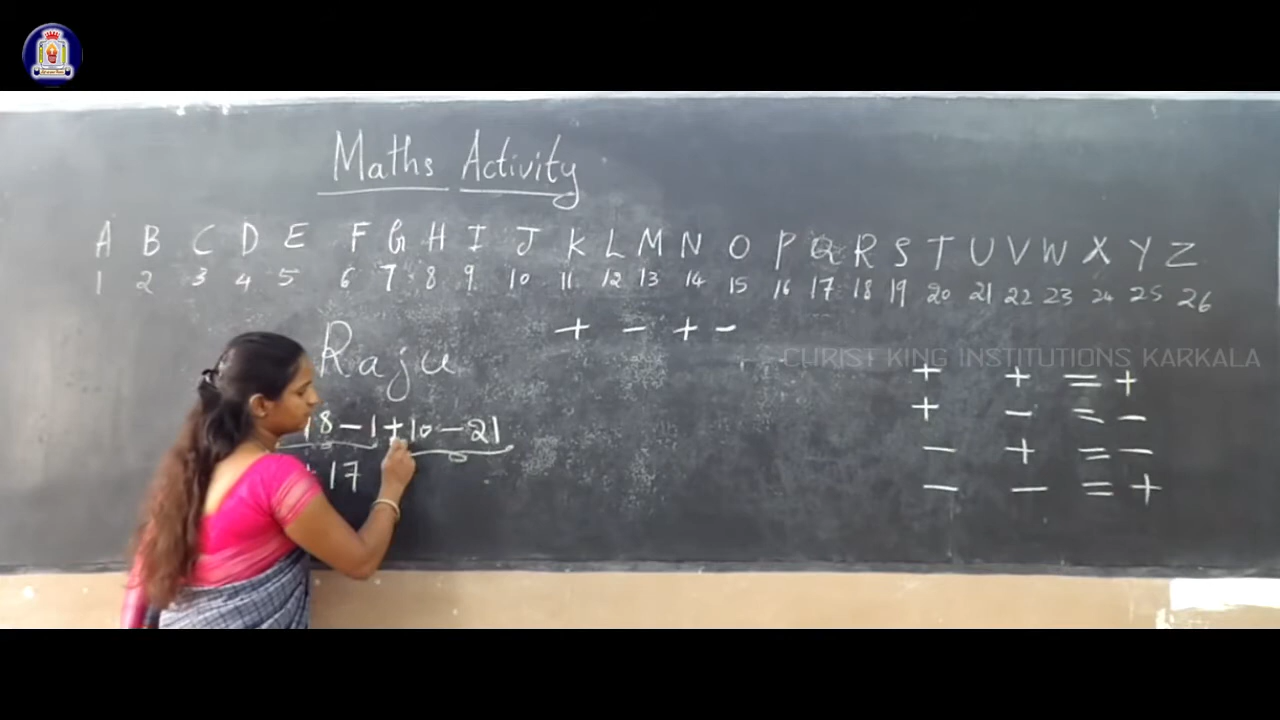 Maths Activity
A B C D E F G H I J K L M N O P Q R S T U V W X Y Z
1 2 3 4 5 6 7 8 9 10 11 12 13 14 15 16 17 18 19 20 21 22 23 24 25 26
+ - + -
Raju
CHRIST KING INSTITUTIONS KARKALA
+ + = +
+ - = -
- + = -
- - = +
18 - 1 + 10 - 21
17